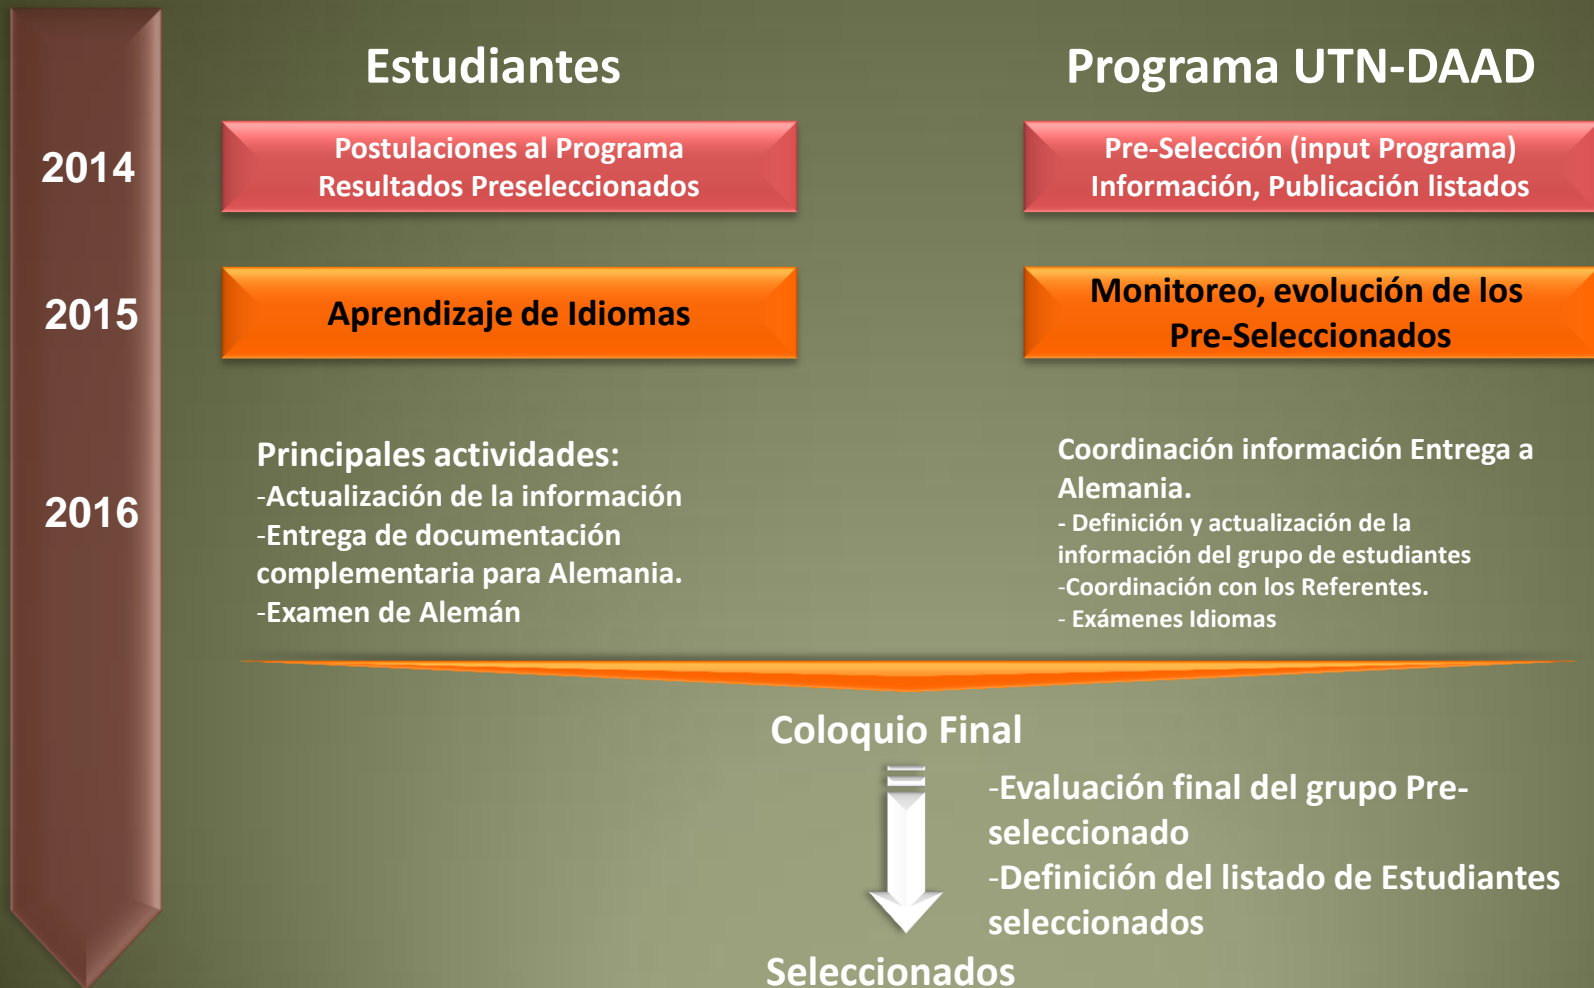 Estudiantes
Programa UTN-DAAD
2014
Postulaciones al Programa
Resultados Preseleccionados
Pre-Selección (input Programa)
Información, Publicación listados
2015
Aprendizaje de Idiomas
Monitoreo, evolución de los
Pre-Seleccionados
2016
Principales actividades:
-Actualización de la información
-Entrega de documentación
complementaria para Alemania.
-Examen de Alemán
Coordinación información Entrega a
Alemania.
- Definición y actualización de la
información del grupo de estudiantes
-Coordinación con los Referentes.
- Exámenes Idiomas
Coloquio Final
-Evaluación final del grupo Pre-
seleccionado
-Definición del listado de Estudiantes
seleccionados
Seleccionados